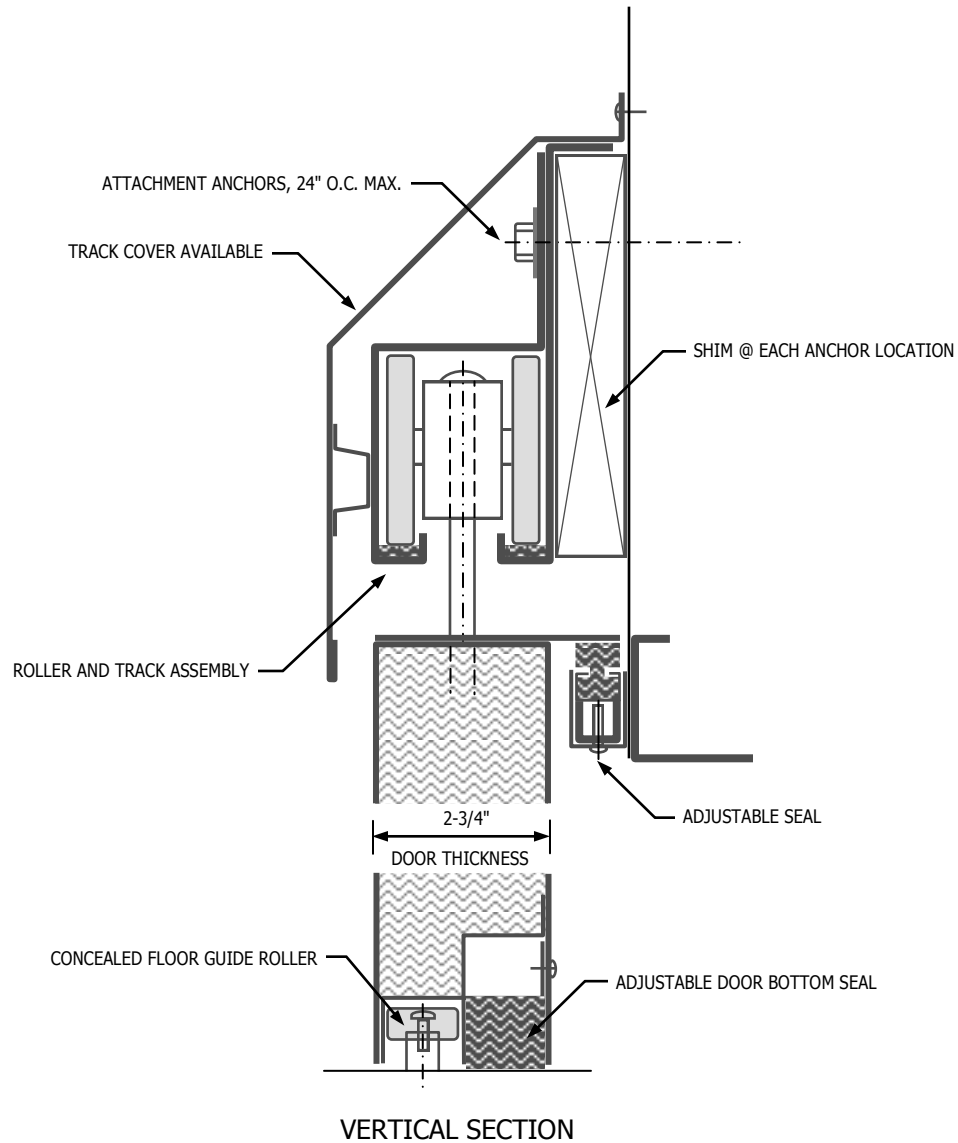 ATTACHMENT ANCHORS, 24" O.C. MAX.
TRACK COVER AVAILABLE
SHIM @ EACH ANCHOR LOCATION
ROLLER AND TRACK ASSEMBLY
ADJUSTABLE SEAL
2-3/4"
DOOR THICKNESS
CONCEALED FLOOR GUIDE ROLLER
ADJUSTABLE DOOR BOTTOM SEAL
VERTICAL SECTION